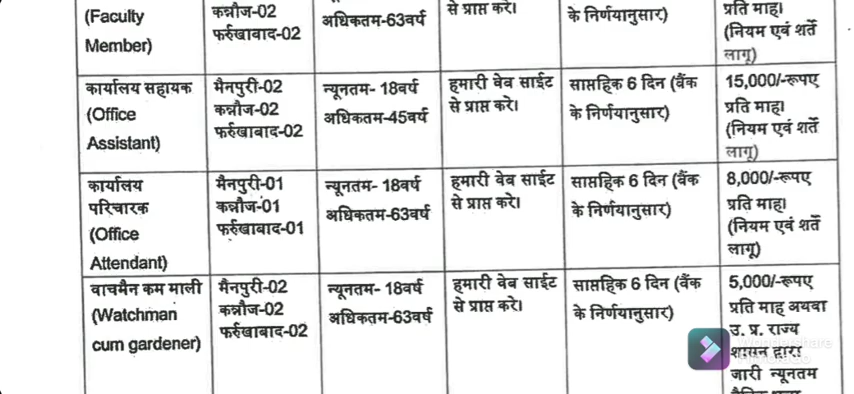 (Faculty
Member)
कन्नौज-02
फर्रुखाबाद-02
अधिकतम-63वर्ष
से प्राप्त करे।
के निर्णयानुसार)
प्रति माह।
(नियम एवं शर्ते
लागू)
कार्यालय सहायक
(Office
Assistant)
मैनपुरी-02
कन्नौज-02
फर्रुखाबाद-02
न्यूनतम- 18वर्ष
अधिकतम-45वर्ष
हमारी वेब साईट
से प्राप्त करे।
साप्तहिक 6 दिन (बैंक
के निर्णयानुसार)
15,000/-रूपए
प्रति माह।
(नियम एवं शर्ते
लागू)
कार्यालय
परिचारक
(Office
Attendant)
मैनपुरी-01
कन्नौज-01
फर्रुखाबाद-01
न्यूनतम- 18वर्ष
अधिकतम-63वर्ष
हमारी वेब साईट
से प्राप्त करे।
साप्तहिक 6 दिन (बैंक
के निर्णयानुसार)
8,000/-रूपए
प्रति माह।
(नियम एवं शर्ते
लागू)
वाचमैन कम माली
(Watchman
cum gardener)
मैनपुरी-02
कन्नौज-02
फर्रुखाबाद-02
न्यूनतम- 18वर्ष
अधिकतम-63वर्ष
हमारी वेब साईट
से प्राप्त करे।
साप्तहिक 6 दिन (बैंक
के निर्णयानुसार)
5,000/-रूपए
प्रति माह अथवा
उ. प्र. राज्य
शासन द्वारा
जारी न्यूनतम
Wondershare